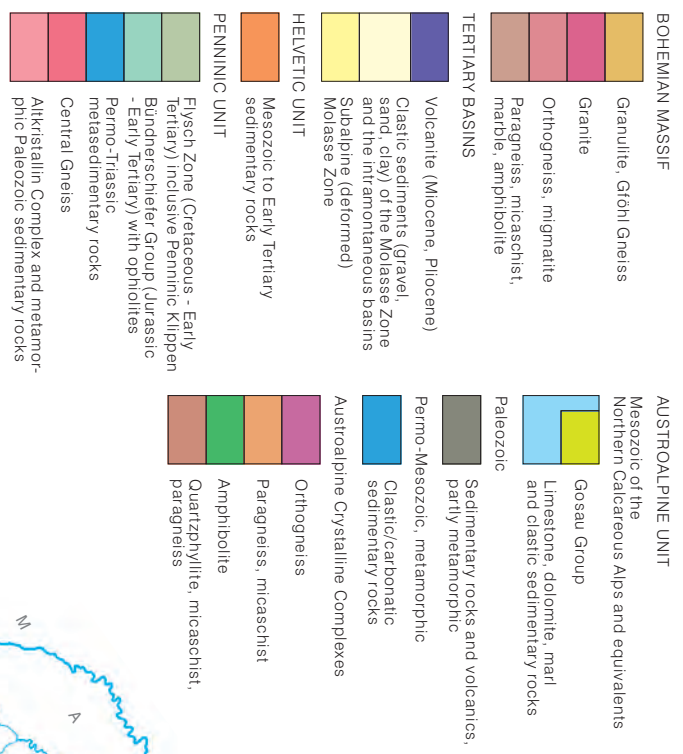 BOHEMIAN MASSIF
Granulite, Gföhl Gneiss
Granite
Orthogneiss, migmatite
Paragneiss, micaschist,
marble, amphibolite
TERTIARY BASINS
Volcanite (Miocene, Pliocene)
Clastic sediments (gravel,
sand, clay) of the Molasse Zone
and the intramontaneous basins
Subalpine (deformed)
Molasse Zone
HELVETIC UNIT
Mesozoic to Early Tertiary
sedimentary rocks
PENNINIC UNIT
Flysch Zone (Cretaceous - Early
Tertiary) inclusive Penninic Klippen
Bündnerschiefer Group (Jurassic
- Early Tertiary) with ophiolites
Permo-Triassic
metasedimentary rocks
Central Gneiss
Altkristallin Complex and metamor-
phic Paleozoic sedimentary rocks
AUSTROALPINE UNIT
Mesozoic of the
Northern Calcareous Alps and equivalents
Gosau Group
Limestone, dolomite, marl
and clastic sedimentary rocks
Paleozoic
Sedimentary rocks and volcanics,
partly metamorphic
Permo-Mesozoic, metamorphic
Clastic/carbonatic
sedimentary rocks
Austroalpine Crystalline Complexes
Orthogneiss
Paragneiss, micaschist
Amphibolite
Quartzphyllite, micaschist,
paragneiss
M
A